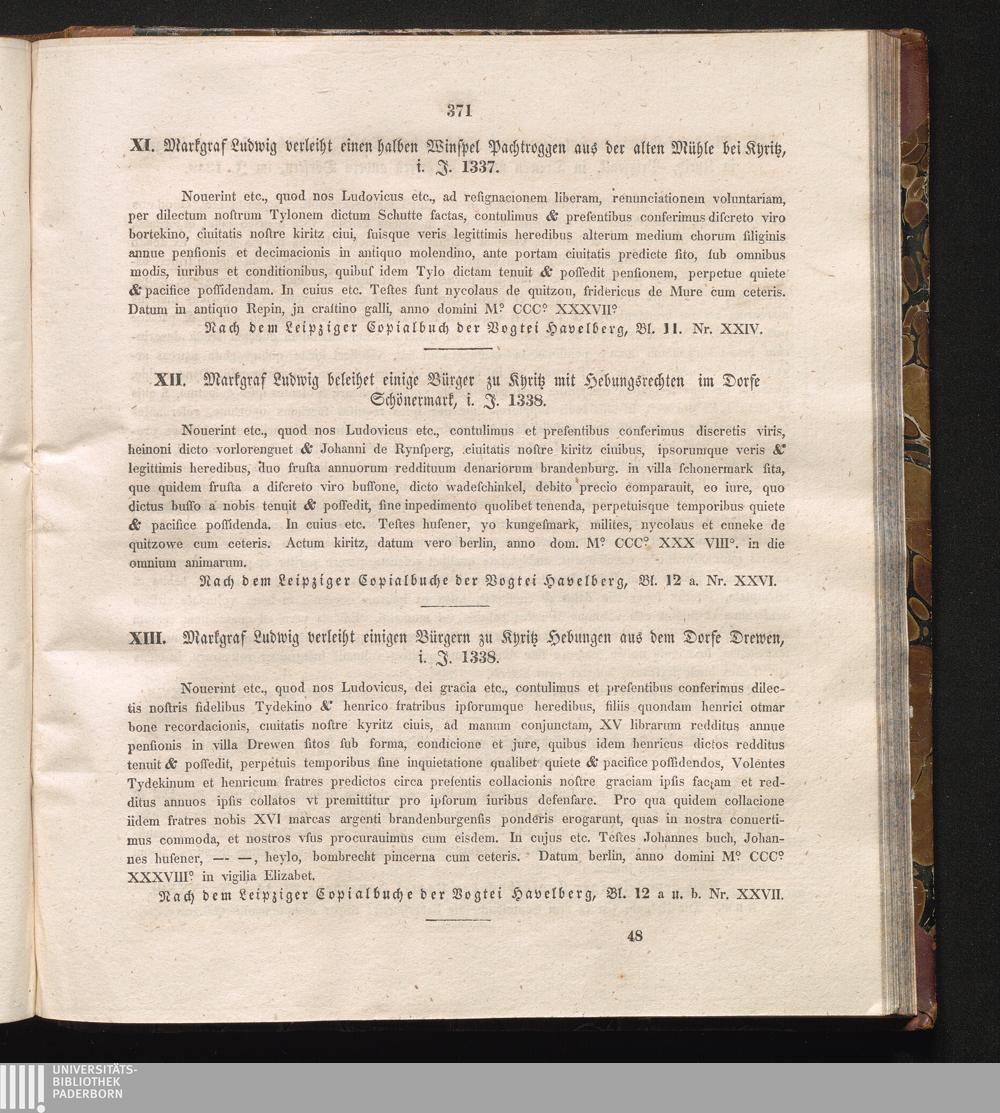 371
XI. Markgraf Ludwig verleiht einen halben Winspel Pachtroggen aus der alten Mühle bei Kyritz,
i. J. 1337.
Nouerint etc., quod nos Ludovicus etc., ad reſignacionem liberam, renunciationem voluntariam,
per dilectum noſtrum Tylonem dictum Schutte factas, contulimus & preſentibus conferimus diſcreto viro
bortekino, ciuitatis noſtre kiritz ciui, ſuisque veris legittimis heredibus alterum medium chorum ſiliginis
annue penſionis et decimacionis in antiquo molendino, ante portam ciuitatis predicte ſito, ſub omnibus
modis, iuribus et conditionibus, quibuſ idem Tylo dictam tenuit & poſſedit penſionem, perpetue quiete
& pacifice poſſidendam. In cuius etc. Teſtes ſunt nycolaus de quitzou, fridericus de Mure cum ceteris.
Datum in antiquo Repin, jn craſtino galli, anno domini M° CCC° XXXVII°
Nach dem Leipziger Copialbuch der Vogtei Havelberg, Bl. 11. Nr. XXIV.
XII. Markgraf Ludwig beleihet einige Bürger zu Kyritz mit Hebungsrechten im Dorfe
Schönermark, i. J. 1338.
Nouerint etc., quod nos Ludovicus etc., contulimus et preſentibus conferimus discretis viris,
heinoni dicto vorlorenguet & Johanni de Rynſperg, ciuitatis noſtre kiritz ciuibus, ipsorumque veris &
legittimis heredibus, duo fruſta annuorum reddituum denariorum brandenburg. in villa ſchonermark ſita,
que quidem fruſta a diſcreto viro buſſone, dicto wadeſchinkel, debito precio comparauit, eo iure, quo
dictus buſſo a nobis tenuit & poſſedit, ſine inpedimento quolibet tenenda, perpetuisque temporibus quiete
& pacifice poſſidenda. In cuius etc. Teſtes huſener, yo kungeſmark, milites, nycolaus et cuneke de
quitzowe cum ceteris. Actum kiritz, datum vero berlin, anno dom. M° CCC° XXX VIII°. in die
omnium animarum.
Nach dem Leipziger Copialbuche der Vogtei Havelberg, Bl. 12 a. Nr. XXVI.
XIII. Markgraf Ludwig verleiht einigen Bürgern zu Kyritz Hebungen aus dem Dorfe Drewen,
i. J. 1338.
Nouerint etc., quod nos Ludovicus, dei gracia etc., contulimus et preſentibus conferimus dilec-
tis noſtris fidelibus Tydekino & henrico fratribus ipſorumque heredibus, filiis quondam henrici otmar
bone recordacionis, ciuitatis noſtre kyritz ciuis, ad manum conjunctam, XV librarum redditus annue
penſionis in villa Drewen ſitos ſub forma, condicione et jure, quibus idem henricus dictos redditus
tenuit & poſſedit, perpetuis temporibus ſine inquietatione qualibet quiete & pacifice poſſidendos, Volentes
Tydekinum et henricum fratres predictos circa preſentis collacionis noſtre graciam ipſis factam et red-
ditus annuos ipſis collatos vt premittitur pro ipſorum iuribus defenſare. Pro qua quidem collacione
iidem fratres nobis XVI marcas argenti brandenburgenſis ponderis erogarunt, quas in nostra conuerti-
mus commoda, et nostros vſus procurauimus cum eisdem. In cujus etc. Teſtes Johannes buch, Johan-
nes huſener, — —, heylo, bombrecht pincerna cum ceteris. Datum berlin, anno domini M° CCC°
XXXVIII° in vigilia Elizabet.
Nach dem Leipziger Copialbuche der Vogtei Havelberg, Bl. 12 a u. b. Nr. XXVII.
48
UNIVERSITÄTS-
BIBLIOTHEK
PADERBORN